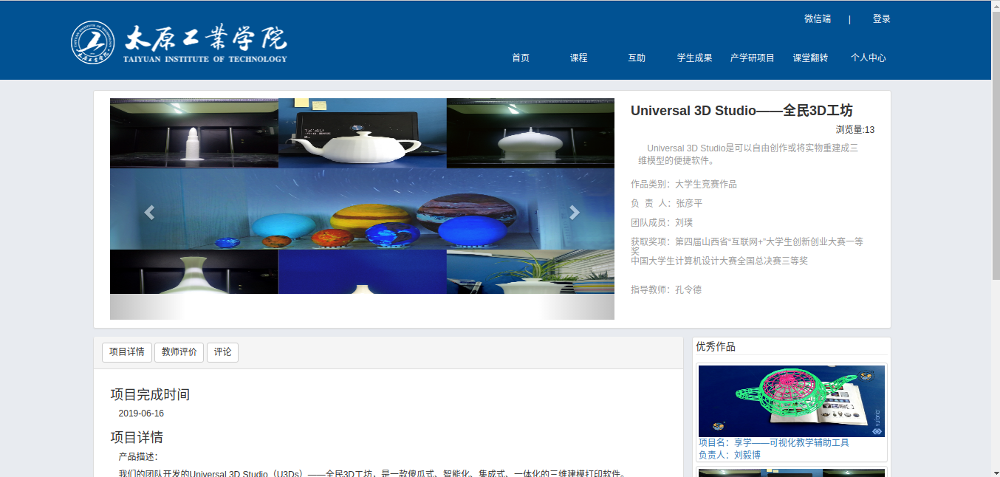 微信端 | 登录
太原工業学院
TAIYUAN INSTITUTE OF TECHNOLOGY
首页 课程 互助 学生成果 产学研项目 课堂翻转 个人中心
Universal 3D Studio——全民3D工坊
浏览量:13
Universal 3D Studio是可以自由创作或将实物重建成三
维模型的便捷软件。
作品类别：大学生竞赛作品
负 责 人：张彦平
团队成员：刘璞
获取奖项：第四届山西省“互联网+”大学生创新创业大赛一等
奖
中国大学生计算机设计大赛全国总决赛三等奖
指导教师：孔令德
项目详情 教师评价 评论
项目完成时间
2019-06-16
项目详情
产品描述：
我们的团队开发的Universal 3D Studio（U3Ds）——全民3D工坊，是一款傻瓜式、智能化、集成式、一体化的三维建模打印软件。
优秀作品
vuforia
项目名：享学——可视化教学辅助工具
负责人：刘毅博